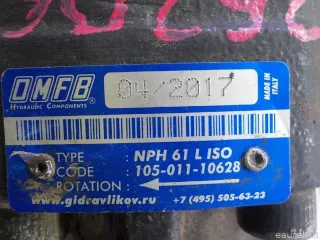 OMFB ®
HYDRAULIC COMPONENTS
04/2017
MADE IN
ITALY
TYPE : NPH 61 L ISO
CODE : 105-011-10628
ROTATION :
www.gidravlikov.ru +7 (495) 505-63-23